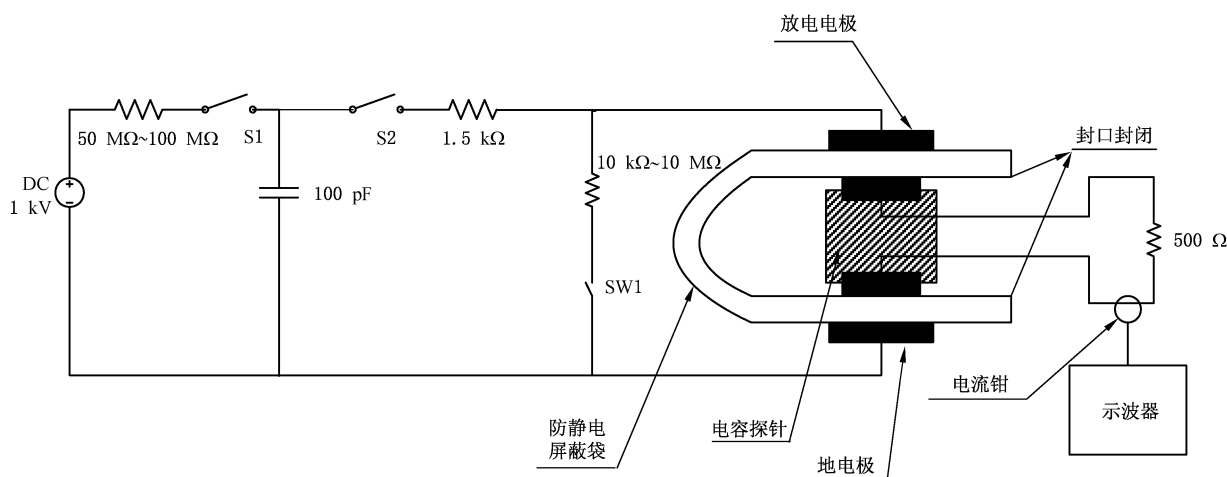 放电电极
50 MΩ~100 MΩ
S1
S2
1.5 kΩ
封口封闭
10 kΩ~10 MΩ
DC
1 kV
100 pF
500 Ω
SW1
电流钳
示波器
防静电
屏蔽袋
电容探针
地电极